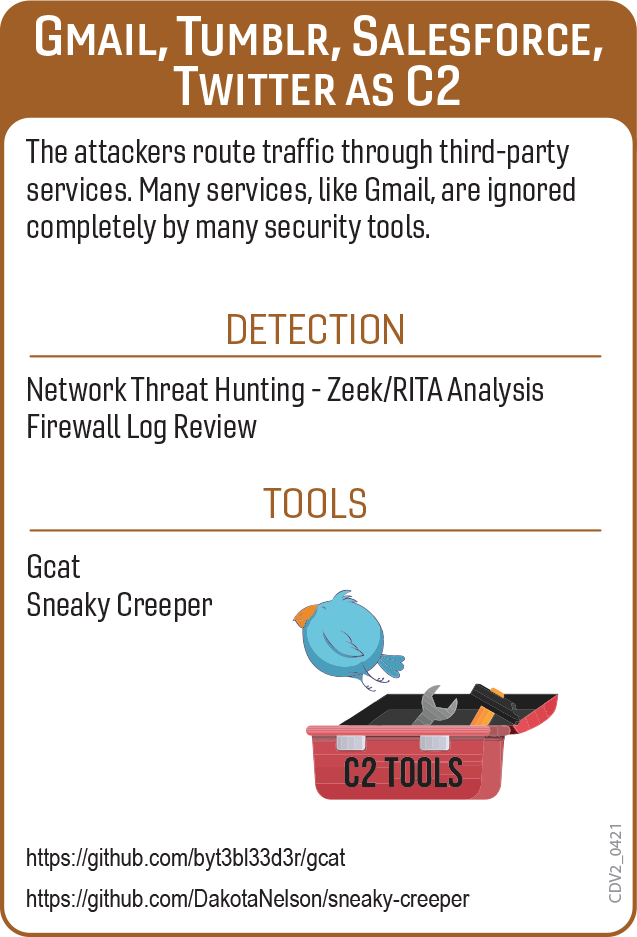 GMAIL, TUMBLR, SALESFORCE,
TWITTER AS C2
The attackers route traffic through third-party
services. Many services, like Gmail, are ignored
completely by many security tools.
DETECTION
Network Threat Hunting - Zeek/RITA Analysis
Firewall Log Review
TOOLS
Gcat
Sneaky Creeper
C2 TOOLS
https://github.com/byt3bl33d3r/gcat
https://github.com/DakotaNelson/sneaky-creeper
CDV2_0421